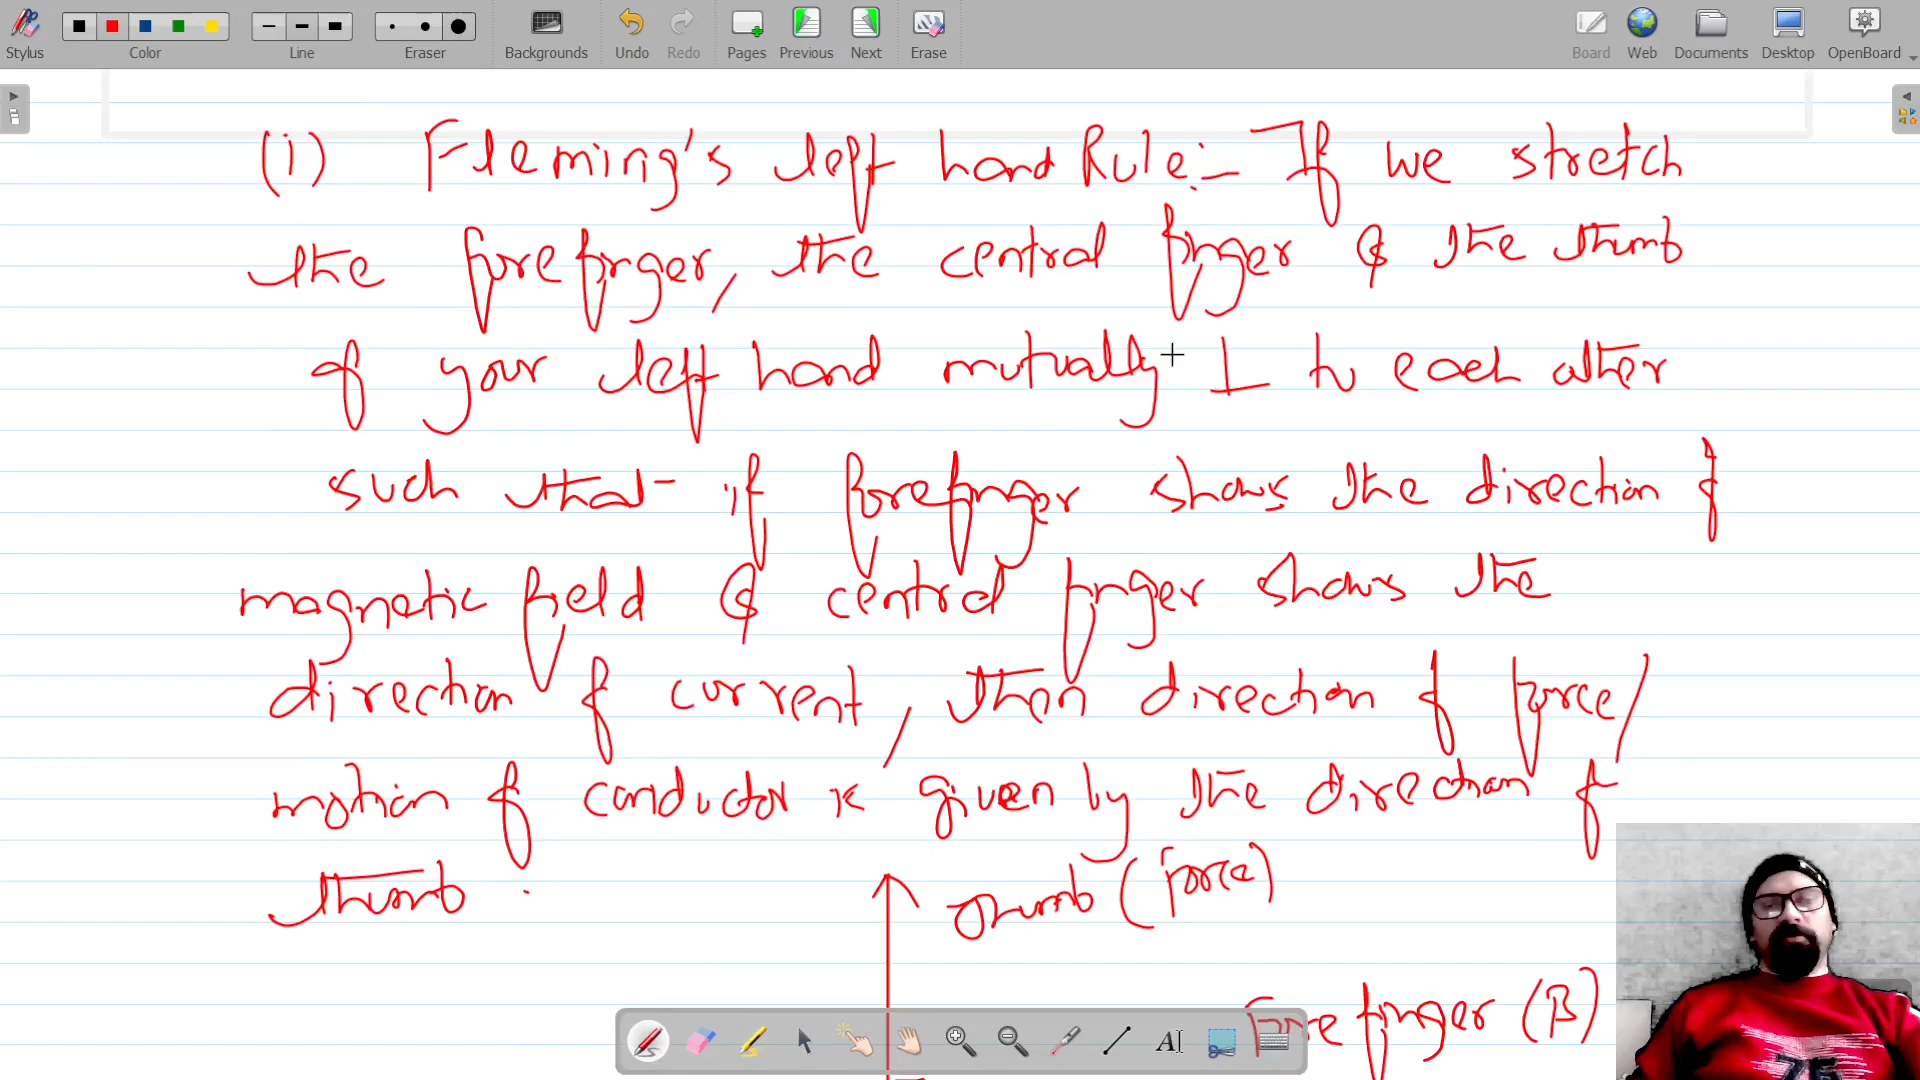 Stylus
Color
Line
Eraser
Backgrounds
Undo
Redo
Pages
Previous
Next
Erase
Board
Web
Documents
Desktop
OpenBoard
(i) Fleming's left hand Rule:- If we stretch
the forefinger, the central finger & the thumb
of your left hand mutually ⊥ to each other
such that if forefinger shows the direction of
magnetic field & central finger shows the
direction of current, then direction of force/
motion of conductor is given by the direction of
thumb.
Thumb (Force)
Forefinger (B)
75